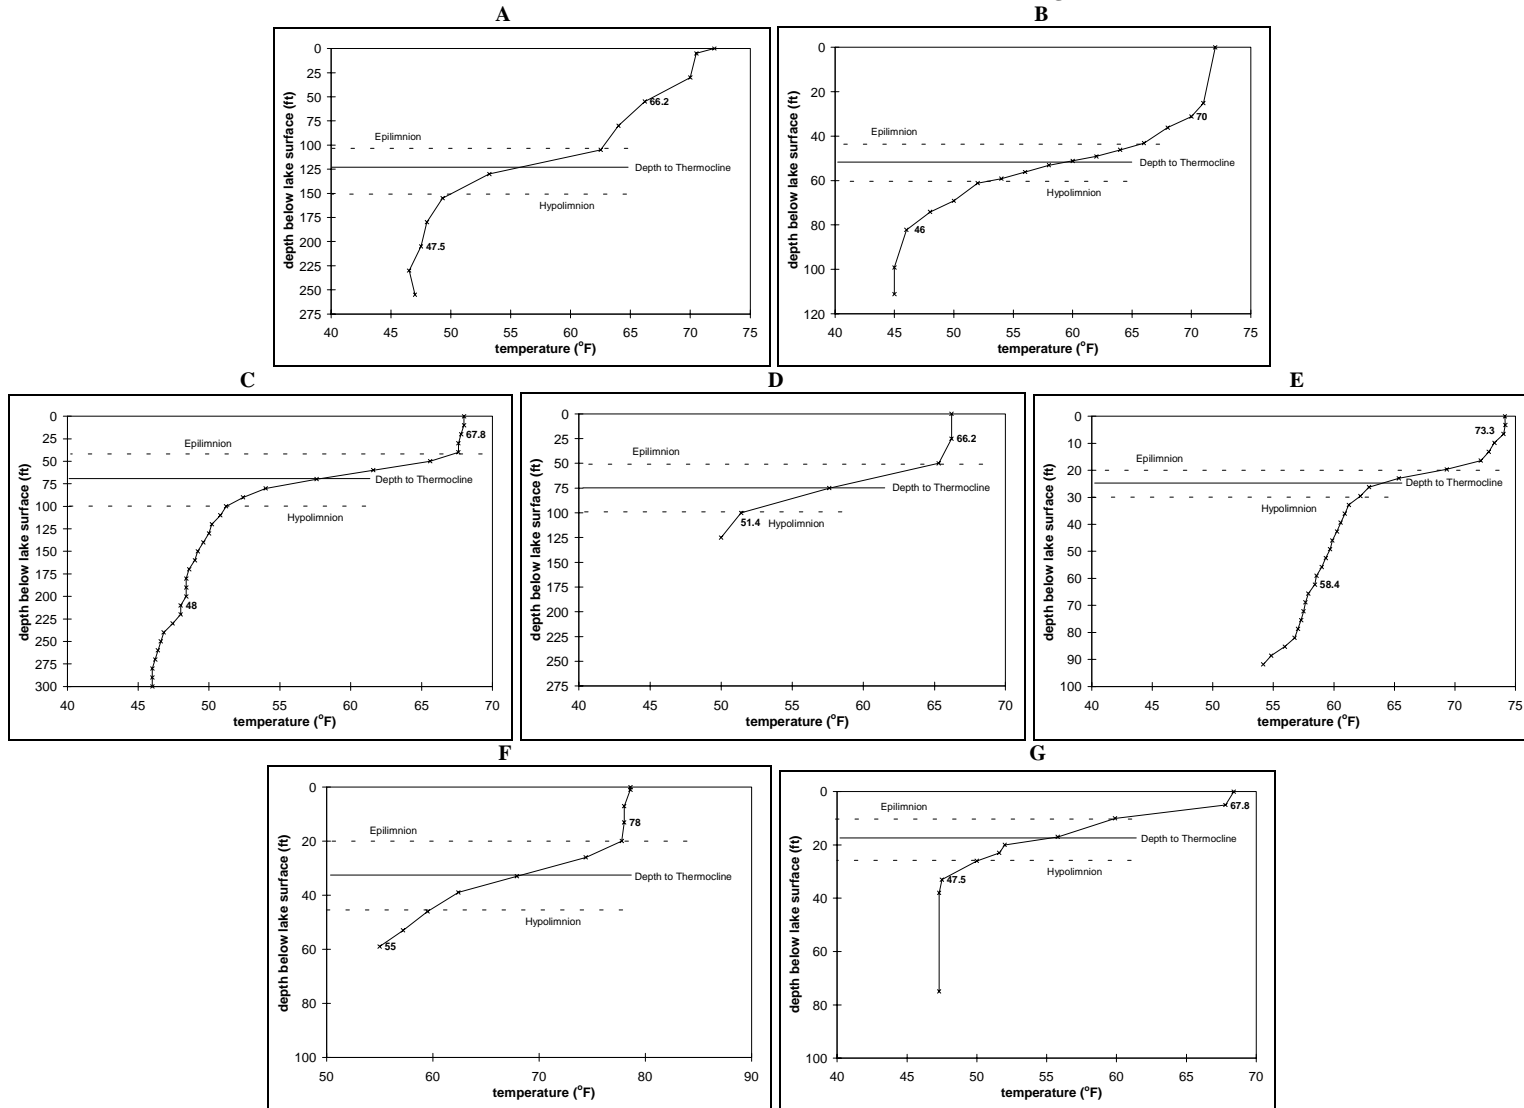 A
0
25
50
75
100
125
150
175
200
225
250
275
40 45 50 55 60 65 70 75
depth below lake surface (ft)
temperature (°F)
66.2
Epilimnion
Depth to Thermocline
Hypolimnion
47.5
B
0
20
40
60
80
100
120
40 45 50 55 60 65 70 75
depth below lake surface (ft)
temperature (°F)
70
Epilimnion
Depth to Thermocline
Hypolimnion
46
C
0
25
50
75
100
125
150
175
200
225
250
275
300
40 45 50 55 60 65 70
depth below lake surface (ft)
temperature (°F)
67.8
Epilimnion
Depth to Thermocline
Hypolimnion
48
D
0
25
50
75
100
125
150
175
200
225
250
275
40 45 50 55 60 65 70
depth below lake surface (ft)
temperature (°F)
66.2
Epilimnion
Depth to Thermocline
51.4 Hypolimnion
E
0
10
20
30
40
50
60
70
80
90
100
40 45 50 55 60 65 70 75
depth below lake surface (ft)
temperature (°F)
73.3
Epilimnion
Depth to Thermocline
Hypolimnion
58.4
F
0
20
40
60
80
100
50 60 70 80 90
depth below lake surface (ft)
temperature (°F)
78
Epilimnion
Depth to Thermocline
Hypolimnion
55
G
0
20
40
60
80
100
40 45 50 55 60 65 70
depth below lake surface (ft)
temperature (°F)
67.8
Epilimnion
Depth to Thermocline
Hypolimnion
47.5